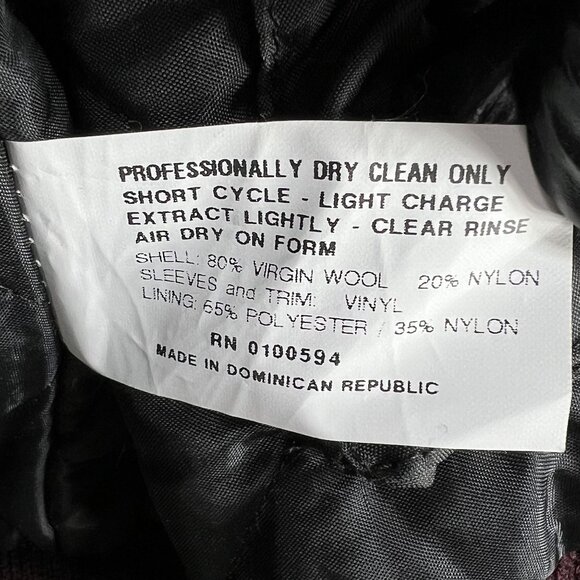 PROFESSIONALLY DRY CLEAN ONLY
SHORT CYCLE - LIGHT CHARGE
EXTRACT LIGHTLY - CLEAR RINSE
AIR DRY ON FORM
SHELL: 80% VIRGIN WOOL 20% NYLON
SLEEVES and TRIM: VINYL
LINING: 65% POLYESTER / 35% NYLON
RN 0100594
MADE IN DOMINICAN REPUBLIC